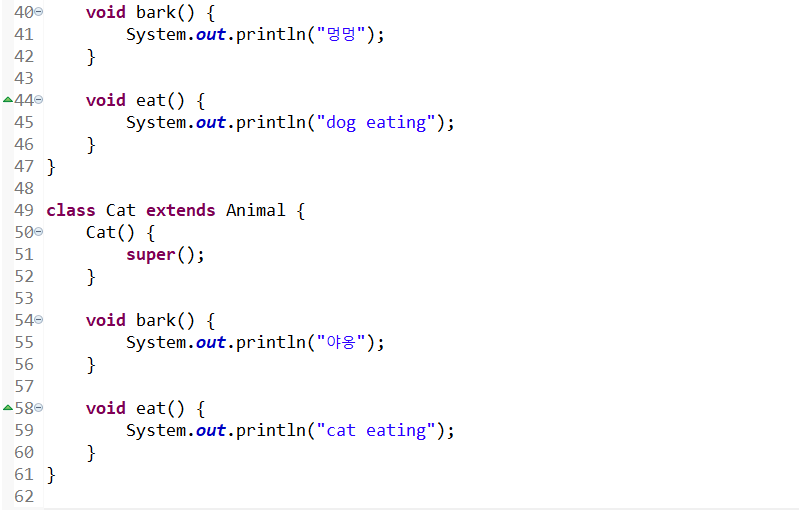 40 void bark() {
41 System.out.println("멍멍");
42 }
43
44 void eat() {
45 System.out.println("dog eating");
46 }
47 }
48
49 class Cat extends Animal {
50 Cat() {
51 super();
52 }
53
54 void bark() {
55 System.out.println("야옹");
56 }
57
58 void eat() {
59 System.out.println("cat eating");
60 }
61 }
62